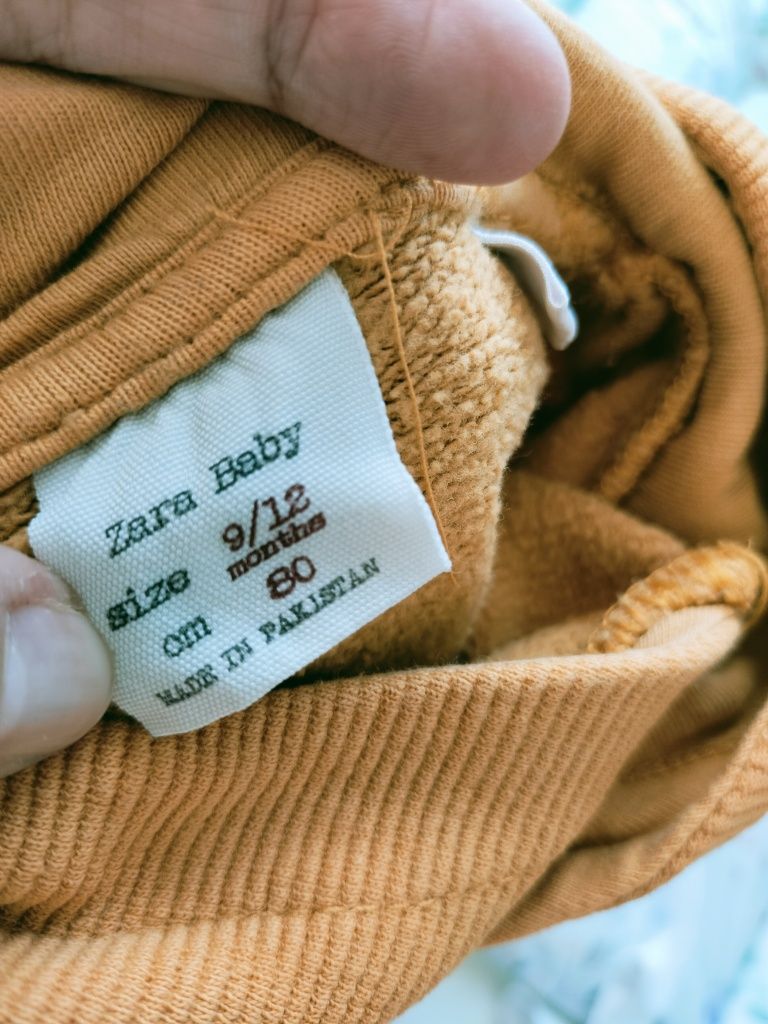 Zara Baby
size 9/12
months
cm 80
MADE IN PAKISTAN